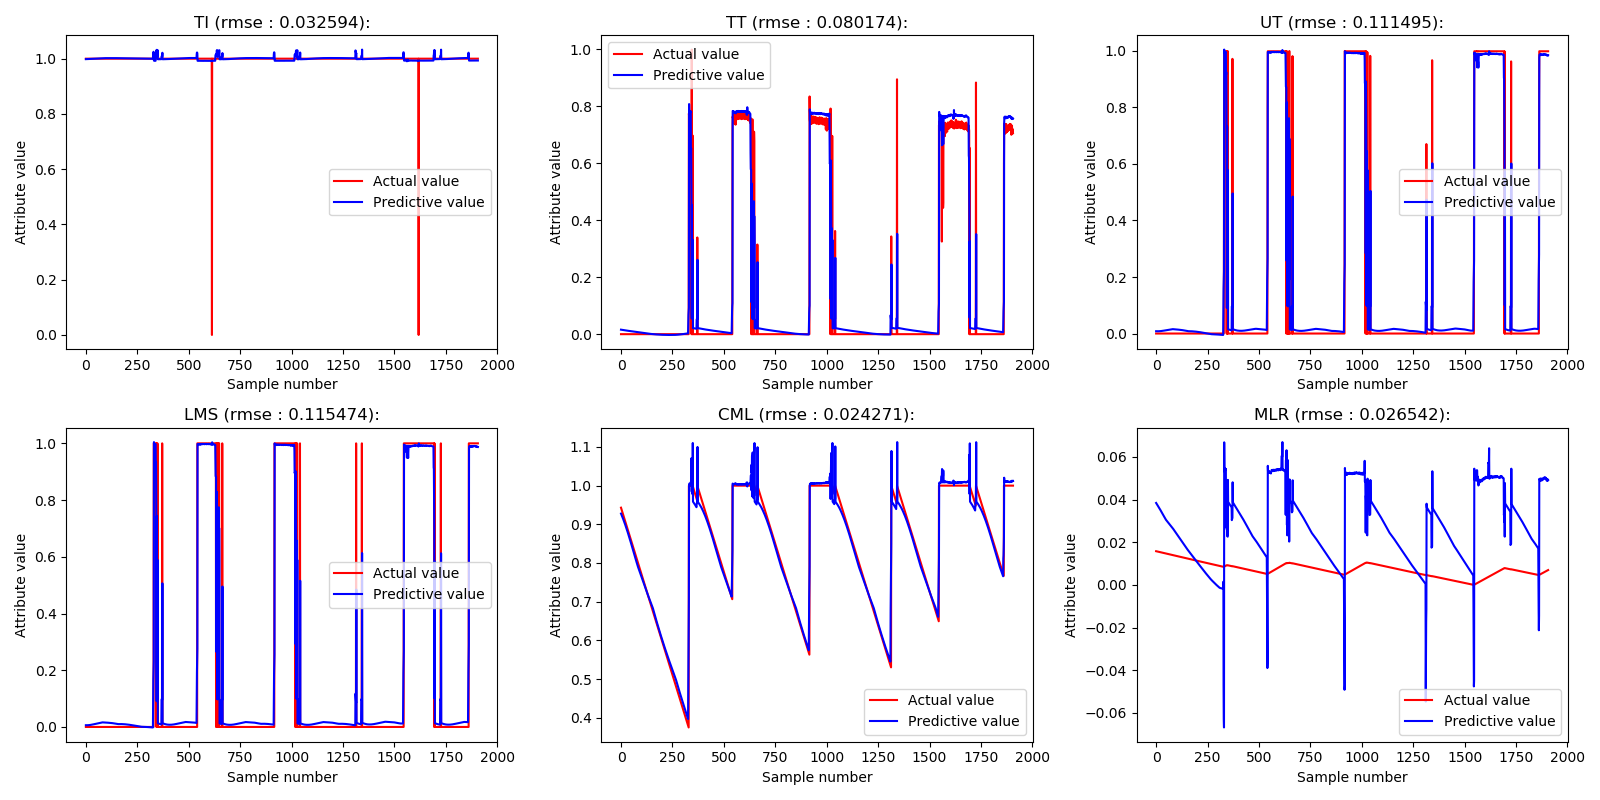 TI (rmse : 0.032594):
Attribute value
1.0
0.8
0.6
0.4
0.2
0.0
Actual value
Predictive value
0 250 500 750 1000 1250 1500 1750 2000
Sample number
TT (rmse : 0.080174):
Attribute value
1.0
0.8
0.6
0.4
0.2
0.0
Actual value
Predictive value
0 250 500 750 1000 1250 1500 1750 2000
Sample number
UT (rmse : 0.111495):
Attribute value
1.0
0.8
0.6
0.4
0.2
0.0
Actual value
Predictive value
0 250 500 750 1000 1250 1500 1750 2000
Sample number
LMS (rmse : 0.115474):
Attribute value
1.0
0.8
0.6
0.4
0.2
0.0
Actual value
Predictive value
0 250 500 750 1000 1250 1500 1750 2000
Sample number
CML (rmse : 0.024271):
Attribute value
1.1
1.0
0.9
0.8
0.7
0.6
0.5
0.4
Actual value
Predictive value
0 250 500 750 1000 1250 1500 1750 2000
Sample number
MLR (rmse : 0.026542):
Attribute value
0.06
0.04
0.02
0.00
−0.02
−0.04
−0.06
Actual value
Predictive value
0 250 500 750 1000 1250 1500 1750 2000
Sample number